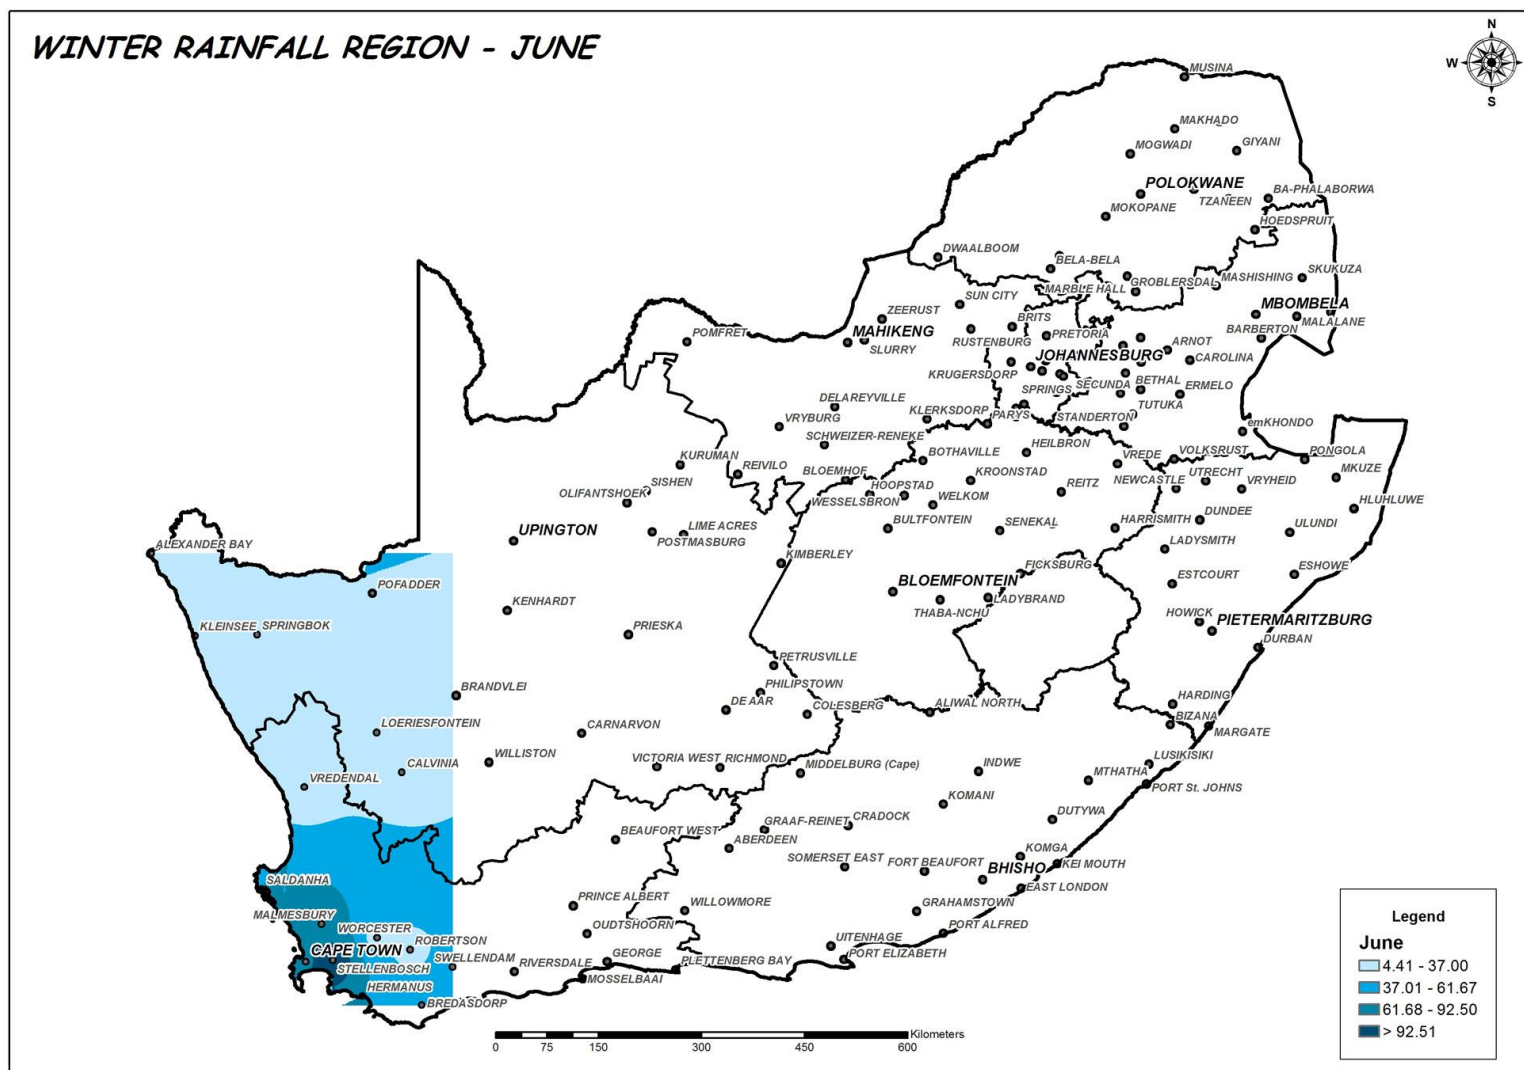 WINTER RAINFALL REGION - JUNE
N
W
S
MUSINA
MAKHADO
MOGWADI
GIYANI
POLOKWANE
TZANEEN
BA-PHALABORWA
MOKOPANE
HOEDSPRUIT
DWAALBOOM
BELA-BELA
GROBLERSDAL
MASHISHING
SKUKUZA
MARBLE HALL
SUN CITY
MBOMBELA
ZEERUST
BRITS
MALALANE
MAHIKENG
PRETORIA
BARBERTON
POMFRET
SLURRY
RUSTENBURG
ARNOT
JOHANNESBURG
CAROLINA
KRUGERSDORP
SPRINGS
SECUNDA
BETHAL
ERMELO
DELAREYVILLE
KLERKSDORP
PARYS
TUTUKA
VRYBURG
STANDERTON
emKHONDO
SCHWEIZER-RENEKE
HEILBRON
KURUMAN
REIVILO
BOTHAVILLE
VREDE
VOLKSRUST
PONGOLA
BLOEMHOF
KROONSTAD
UTRECHT
MKUZE
SISHEN
HOOPSTAD
REITZ
NEWCASTLE
VRYHEID
OLIFANTSHOEK
WESSELSBRON
WELKOM
HLUHLUWE
UPINGTON
LIME ACRES
BULTFONTEIN
SENEKAL
HARRISMITH
DUNDEE
ULUNDI
POSTMASBURG
LADYSMITH
ALEXANDER BAY
KIMBERLEY
FICKSBURG
POFADDER
BLOEMFONTEIN
ESTCOURT
ESHOWE
KENHARDT
THABA-NCHU
LADYBRAND
HOWICK
PIETERMARITZBURG
KLEINSEE
SPRINGBOK
PRIESKA
DURBAN
PETRUSVILLE
BRANDVLEI
PHILIPSTOWN
HARDING
DE AAR
COLESBERG
ALIWAL NORTH
BIZANA
LOERIESFONTEIN
CARNARVON
MARGATE
WILLISTON
VICTORIA WEST
RICHMOND
MIDDELBURG (Cape)
INDWE
LUSIKISIKI
CALVINIA
MTHATHA
VREDENDAL
PORT St. JOHNS
KOMANI
DUTYWA
BEAUFORT WEST
GRAAF-REINET
CRADOCK
ABERDEEN
KOMGA
SOMERSET EAST
FORT BEAUFORT
BHISHO
KEI MOUTH
SALDANHA
EAST LONDON
PRINCE ALBERT
WILLOWMORE
GRAHAMSTOWN
MALMESBURY
WORCESTER
OUDTSHOORN
PORT ALFRED
CAPE TOWN
ROBERTSON
UITENHAGE
STELLENBOSCH
SWELLENDAM
RIVERSDALE
GEORGE
PLETTENBERG BAY
PORT ELIZABETH
HERMANUS
MOSSELBAAI
BREDASDORP
Kilometers
0 75 150 300 450 600
Legend
June
4.41 - 37.00
37.01 - 61.67
61.68 - 92.50
> 92.51